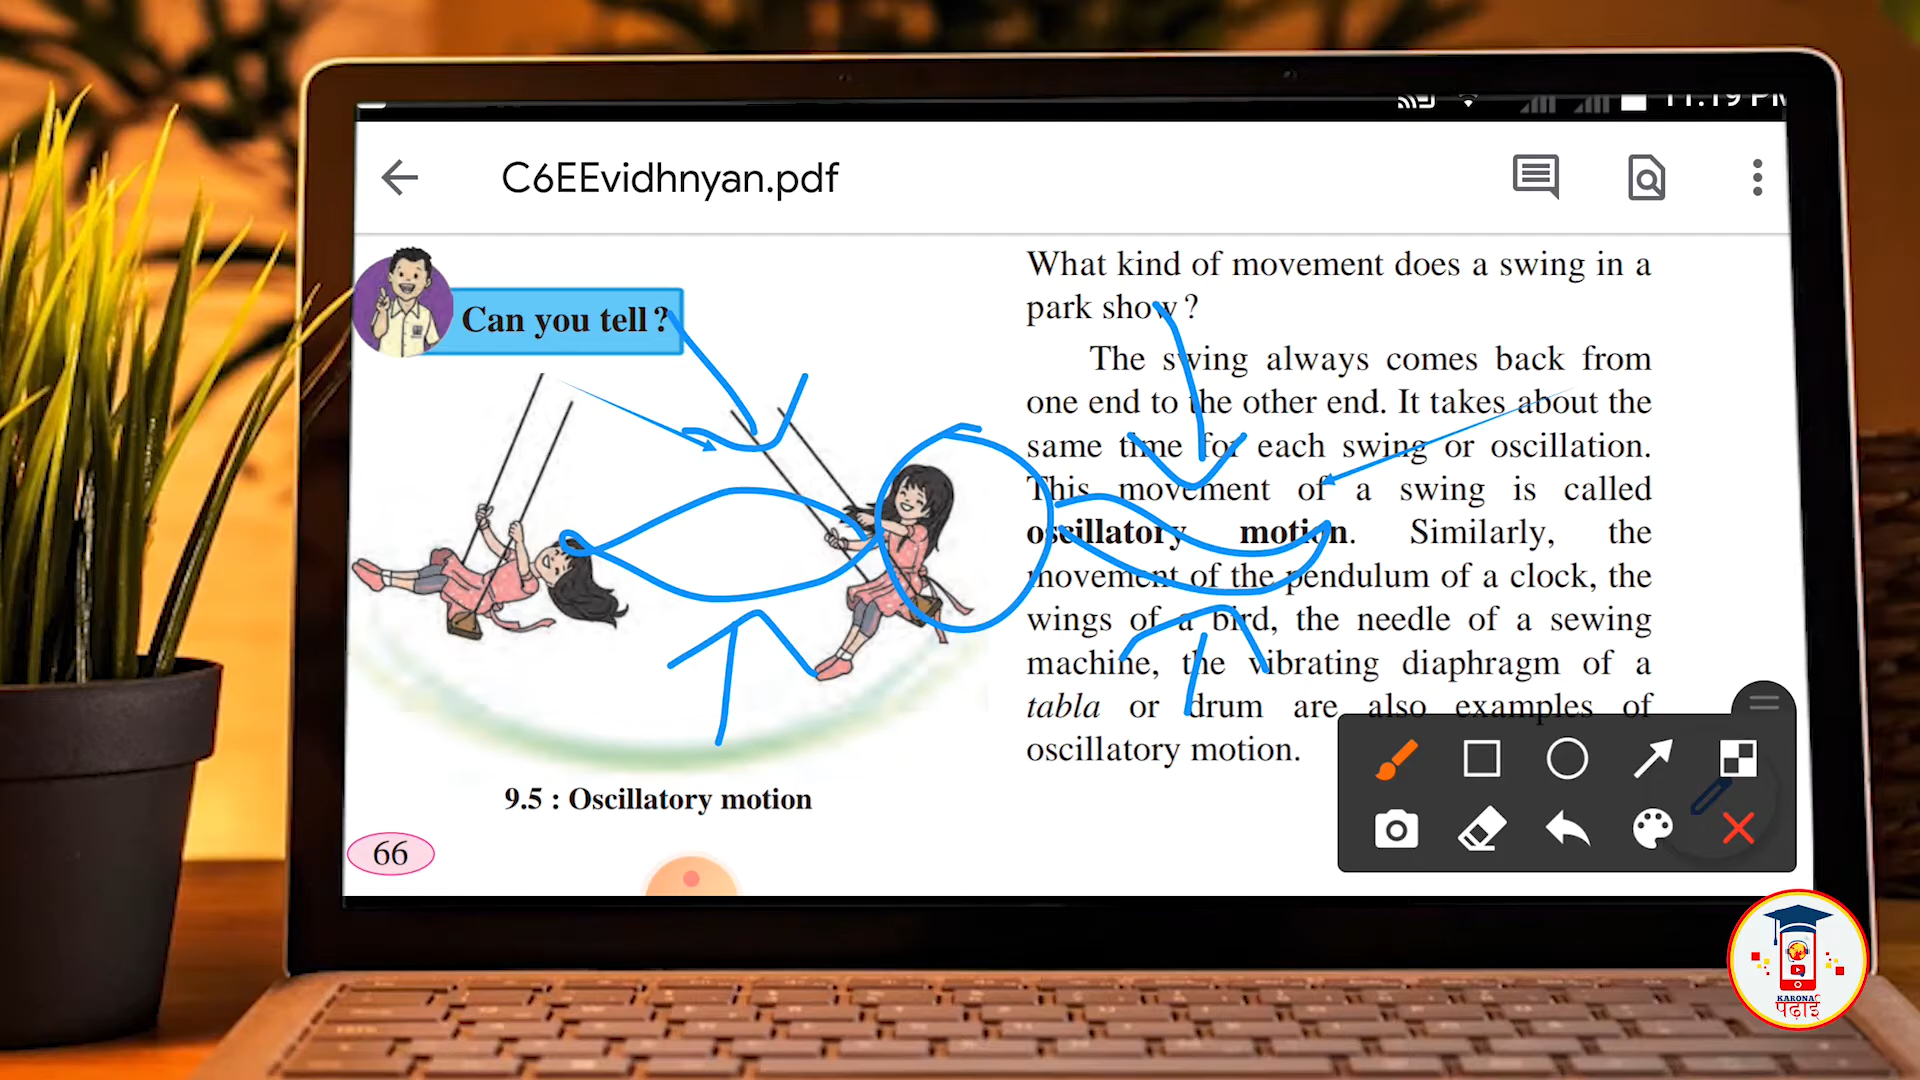 11:19 PM
C6EEvidhnyan.pdf
Can you tell?
What kind of movement does a swing in a
park show?
The swing always comes back from
one end to the other end. It takes about the
same time for each swing or oscillation.
This movement of a swing is called
oscillatory motion. Similarly, the
movement of the pendulum of a clock, the
wings of a bird, the needle of a sewing
machine, the vibrating diaphragm of a
tabla or drum are also examples of
oscillatory motion.
9.5 : Oscillatory motion
66
KARONA
पढ़ाई